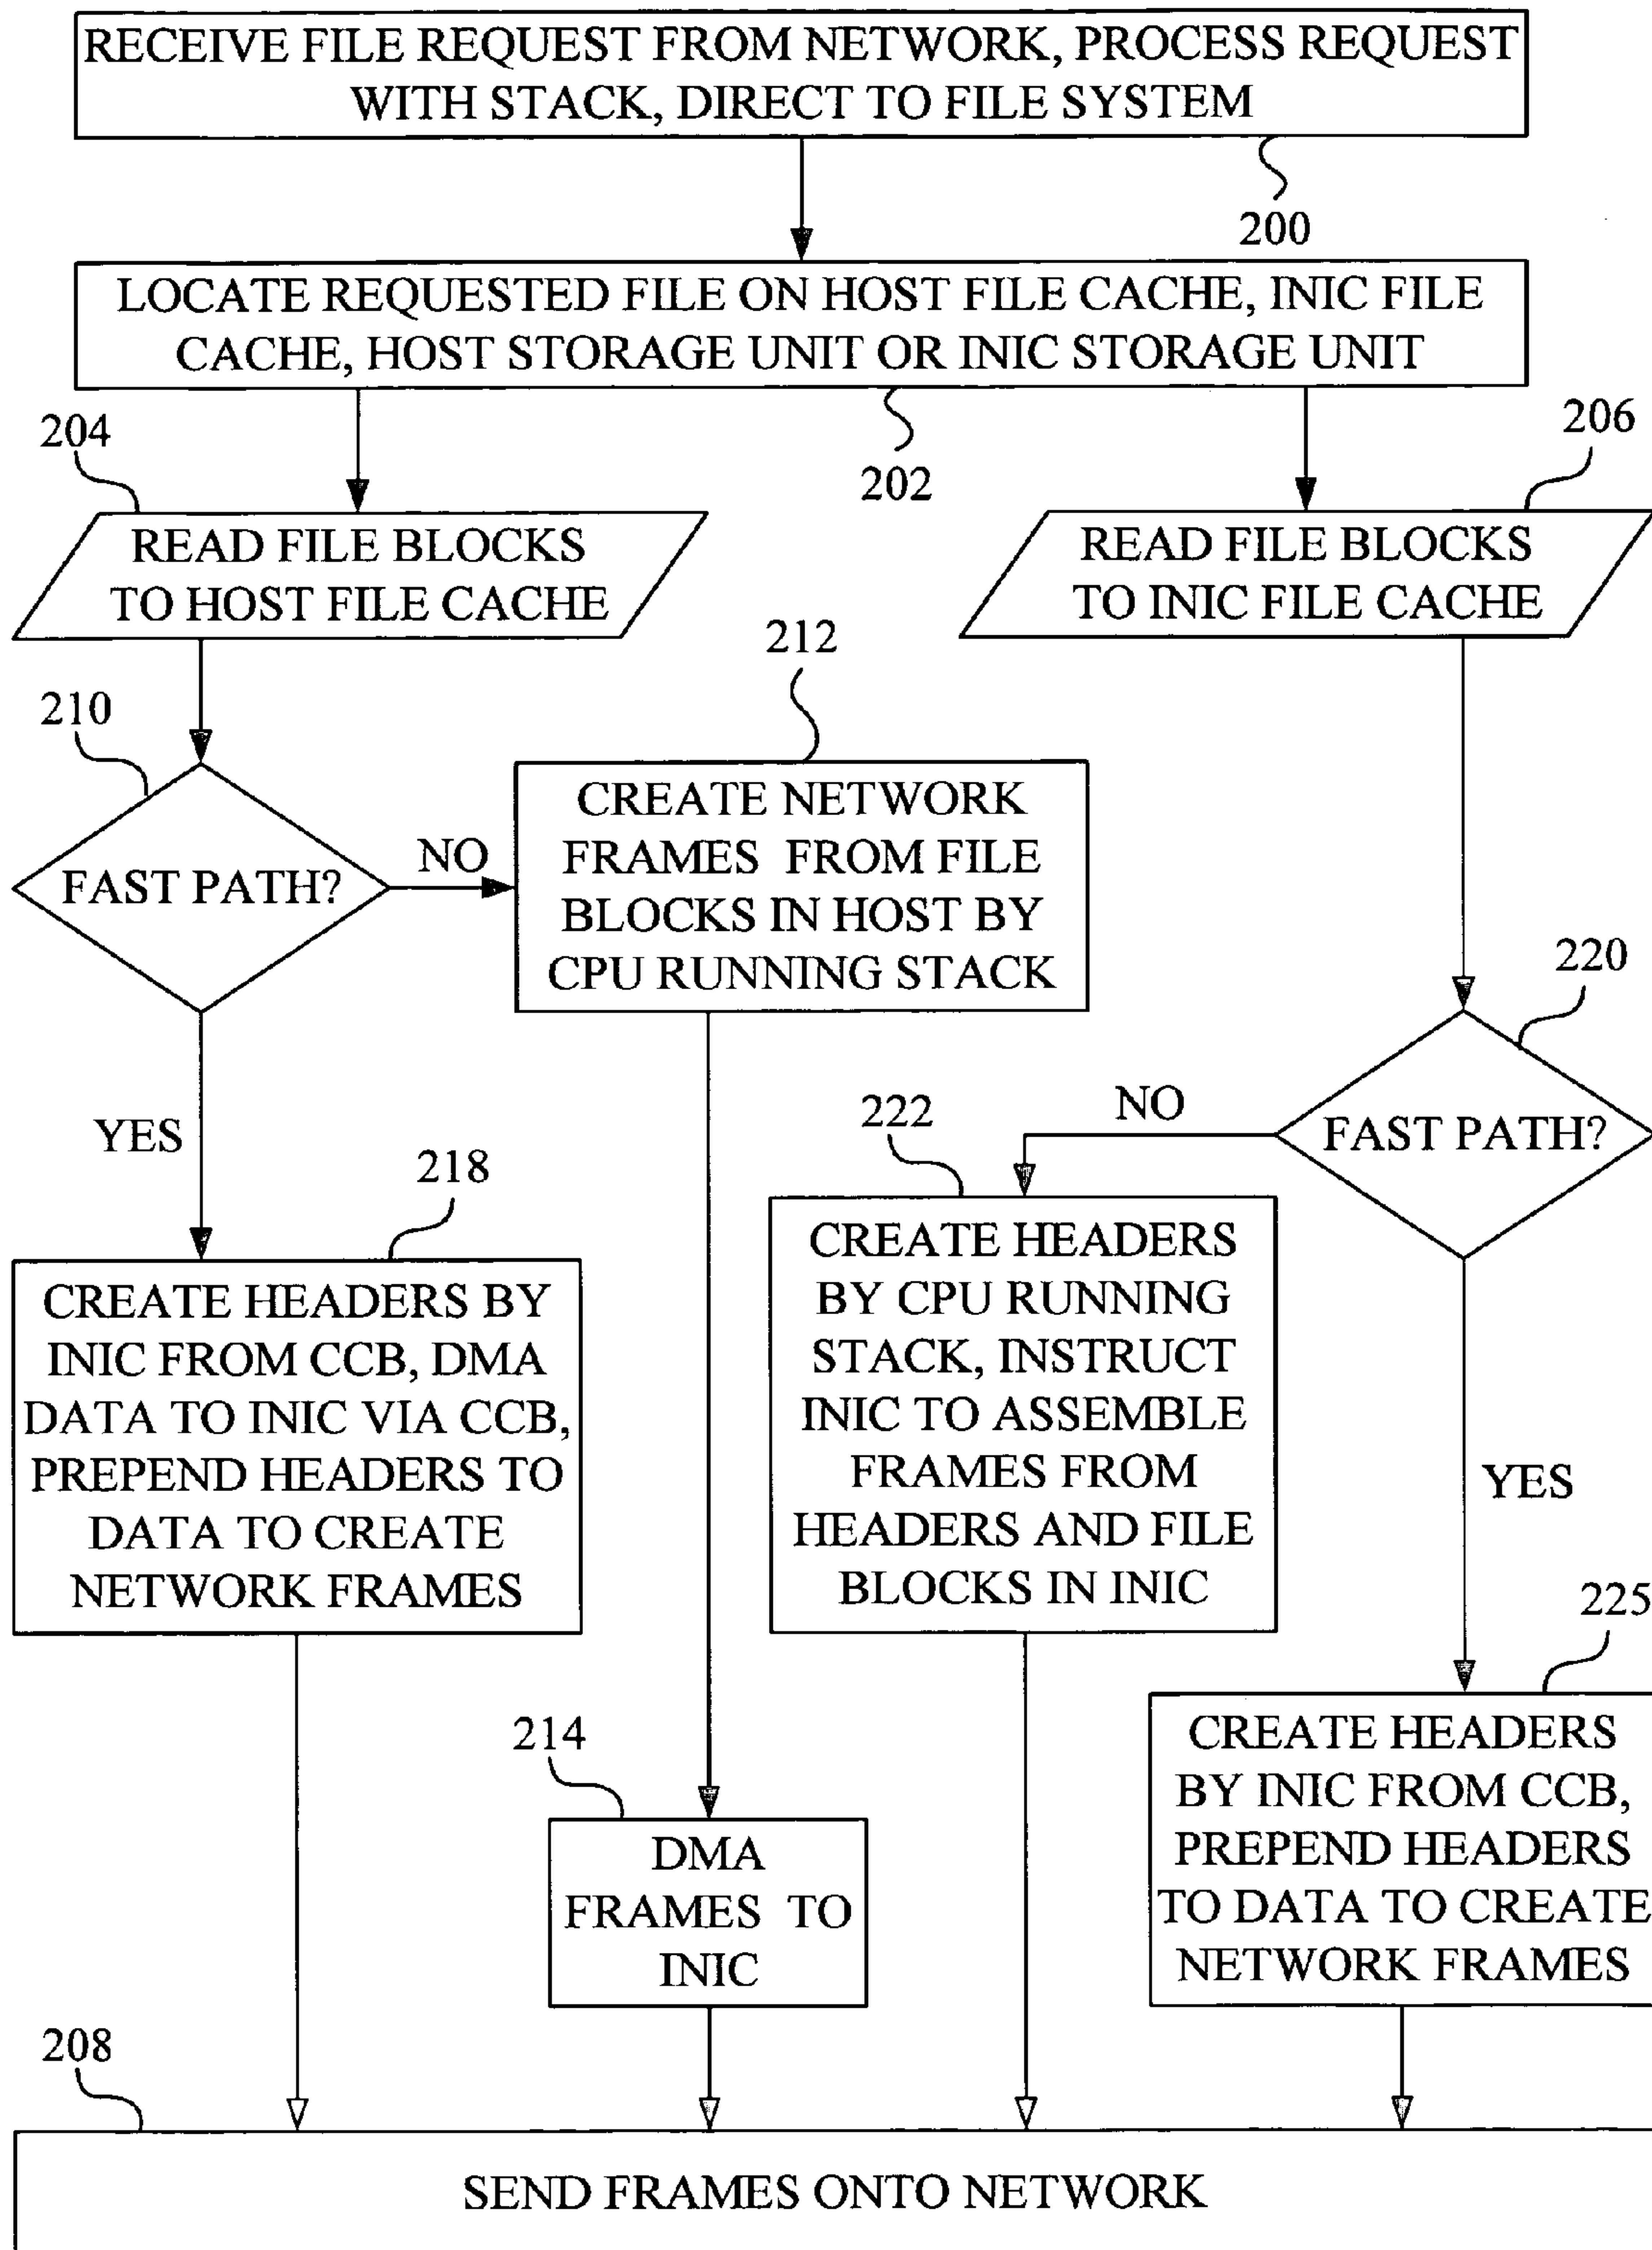 RECEIVE FILE REQUEST FROM NETWORK, PROCESS REQUEST
WITH STACK, DIRECT TO FILE SYSTEM
200
LOCATE REQUESTED FILE ON HOST FILE CACHE, INIC FILE
CACHE, HOST STORAGE UNIT OR INIC STORAGE UNIT
202
204
READ FILE BLOCKS
TO HOST FILE CACHE
206
READ FILE BLOCKS
TO INIC FILE CACHE
210
FAST PATH?
NO
YES
212
CREATE NETWORK
FRAMES FROM FILE
BLOCKS IN HOST BY
CPU RUNNING STACK
220
FAST PATH?
NO
YES
218
CREATE HEADERS BY
INIC FROM CCB, DMA
DATA TO INIC VIA CCB,
PREPEND HEADERS TO
DATA TO CREATE
NETWORK FRAMES
222
CREATE HEADERS
BY CPU RUNNING
STACK, INSTRUCT
INIC TO ASSEMBLE
FRAMES FROM
HEADERS AND FILE
BLOCKS IN INIC
214
DMA
FRAMES TO
INIC
225
CREATE HEADERS
BY INIC FROM CCB,
PREPEND HEADERS
TO DATA TO CREATE
NETWORK FRAMES
208
SEND FRAMES ONTO NETWORK